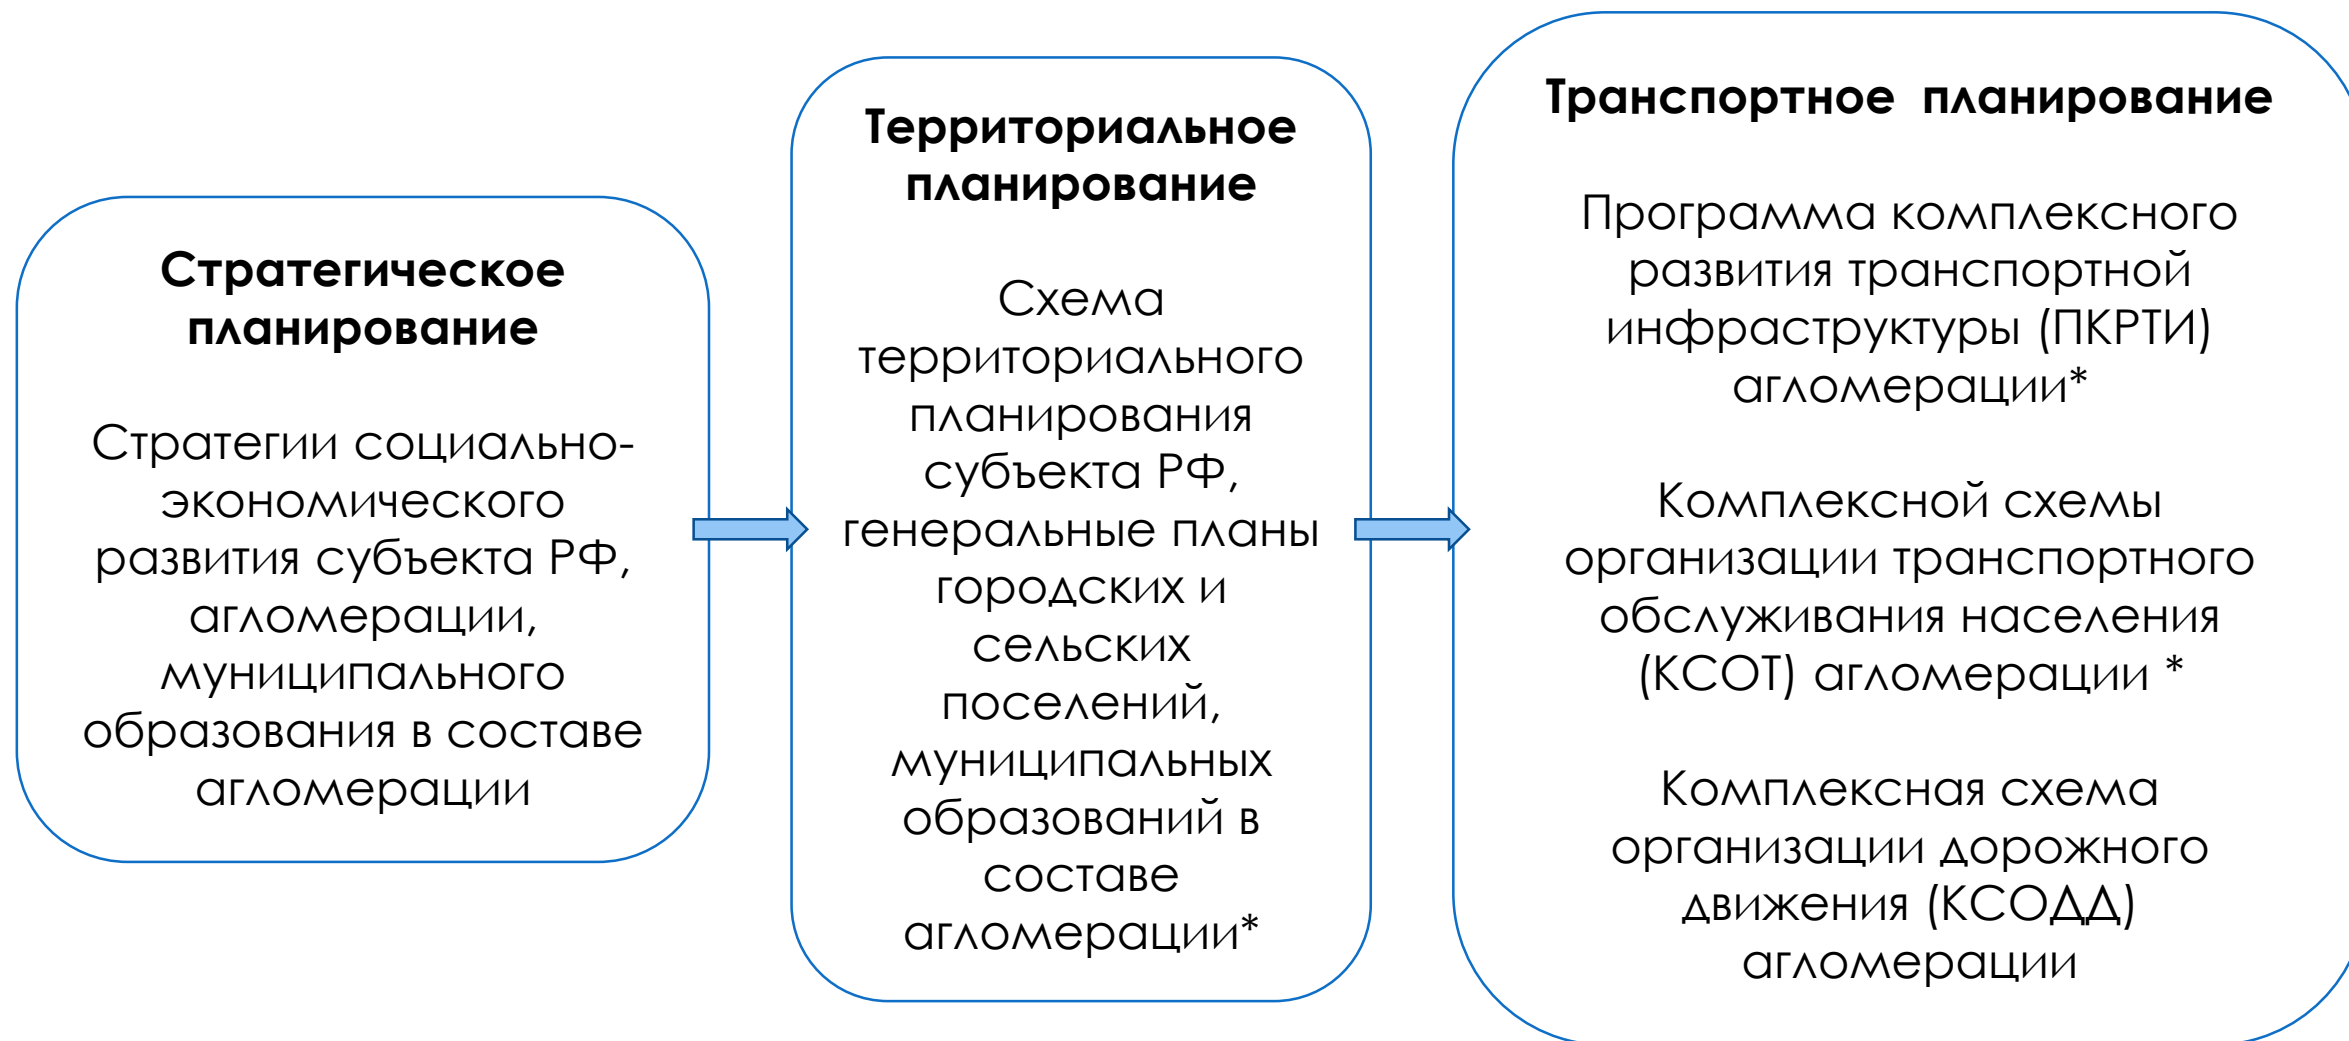 Стратегическое
планирование
Стратегии социально-
экономического
развития субъекта РФ,
агломерации,
муниципального
образования в составе
агломерации
Территориальное
планирование
Схема
территориального
планирования
субъекта РФ,
генеральные планы
городских и
сельских
поселений,
муниципальных
образований в
составе
агломерации*
Транспортное планирование
Программа комплексного
развития транспортной
инфраструктуры (ПКРТИ)
агломерации*
Комплексной схемы
организации транспортного
обслуживания населения
(КСОТ) агломерации *
Комплексная схема
организации дорожного
движения (КСОДД)
агломерации